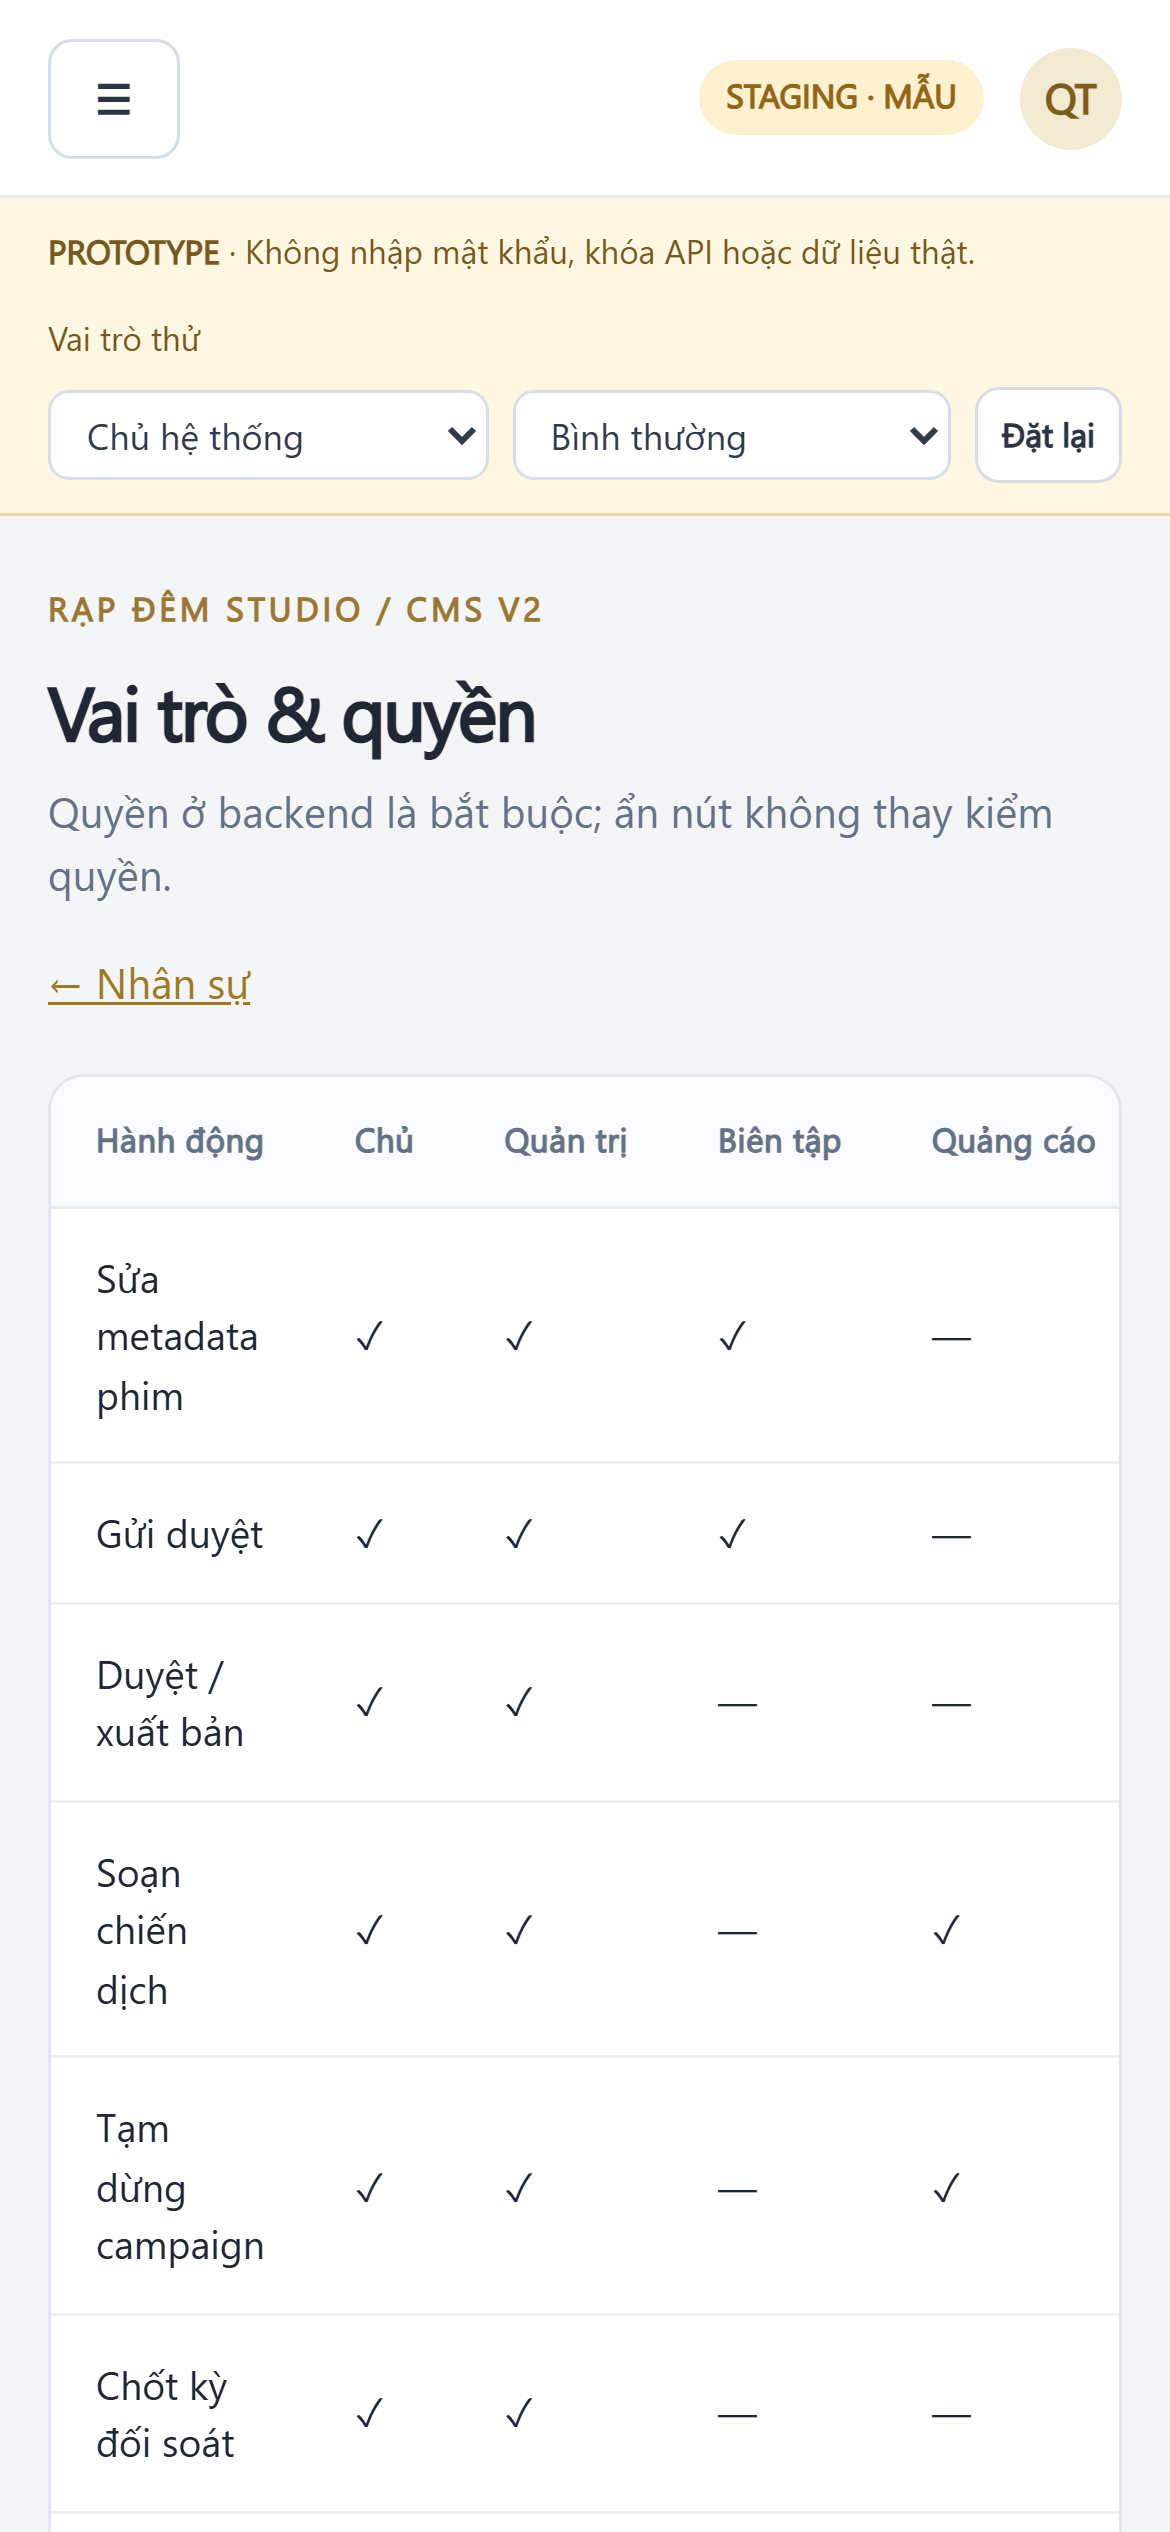 ☰
STAGING · MẪU
QT
PROTOTYPE · Không nhập mật khẩu, khóa API hoặc dữ liệu thật.
Vai trò thử
Chủ hệ thống
Bình thường
Đặt lại
RẠP ĐÊM STUDIO / CMS V2
Vai trò & quyền
Quyền ở backend là bắt buộc; ẩn nút không thay kiểm
quyền.
← Nhân sự
Hành động Chủ Quản trị Biên tập Quảng cáo
Sửa
metadata ✓ ✓ ✓ —
phim
Gửi duyệt ✓ ✓ ✓ —
Duyệt /
xuất bản ✓ ✓ — —
Soạn
chiến ✓ ✓ — ✓
dịch
Tạm
dừng ✓ ✓ — ✓
campaign
Chốt kỳ
đối soát ✓ ✓ — —